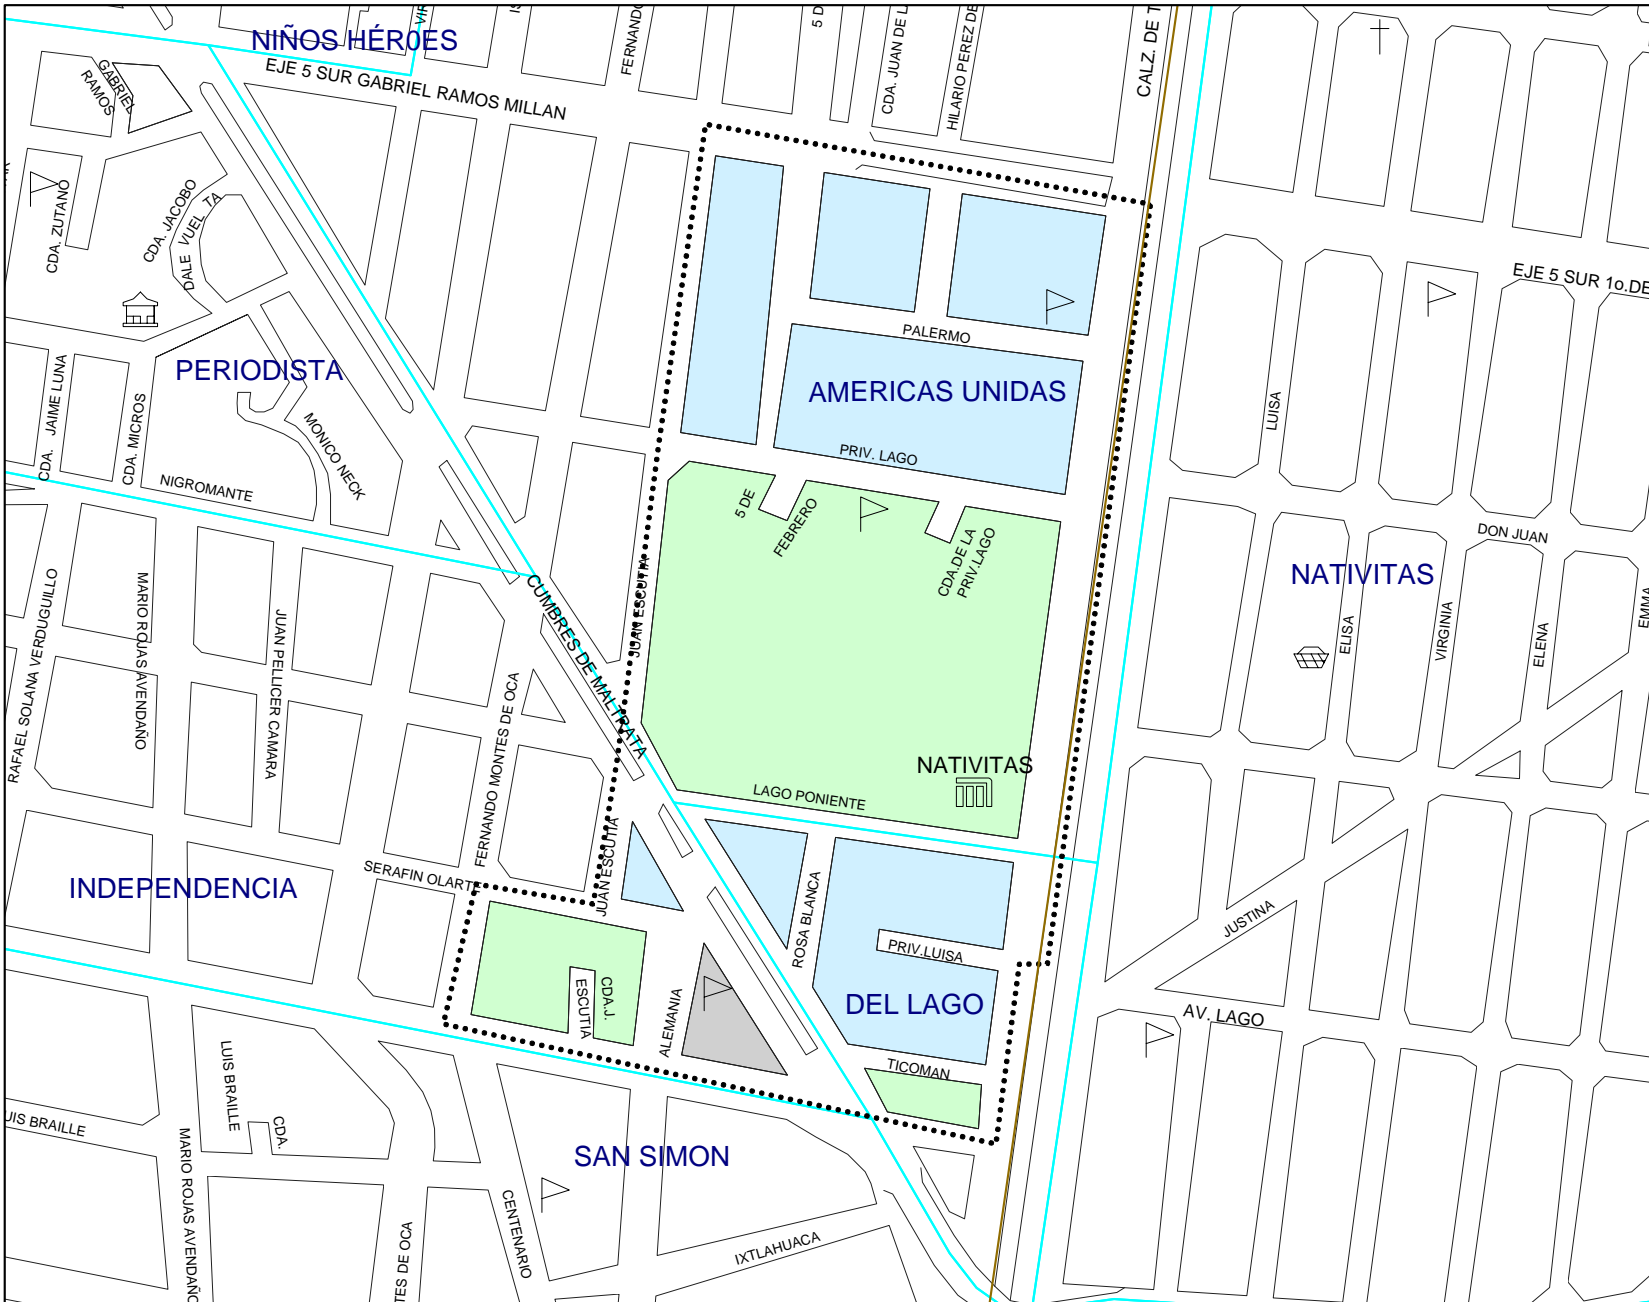 NIÑOS HÉR0ES
EJE 5 SUR GABRIEL RAMOS MILLAN
FERNANDO
CDA. JUAN DE L
HILARIO PEREZ DE
CALZ. DE T
GABRIEL
RAMOS
CDA. ZUTANO
CDA. JACOBO
DALE VUEL TA
EJE 5 SUR 1o.DE
PALERMO
PERIODISTA
AMERICAS UNIDAS
CDA. JAIME LUNA
CDA. MICROS
MONICO NECK
NIGROMANTE
LUISA
PRIV. LAGO
5 DE
FEBRERO
CDA.DE LA
PRIV.LAGO
DON JUAN
NATIVITAS
ELISA
VIRGINIA
ELENA
EMMA
JUAN ESCUTIA
CUMBRES DE MALTRATA
RAFAEL SOLANA VERDUGUILLO
MARIO ROJAS AVENDAÑO
JUAN PELLICER CAMARA
FERNANDO MONTES DE OCA
NATIVITAS
LAGO PONIENTE
JUAN ESCUTIA
SERAFIN OLARTE
INDEPENDENCIA
ROSA BLANCA
PRIV.LUISA
JUSTINA
DEL LAGO
AV. LAGO
CDA.J.
ESCUTIA
ALEMANIA
TICOMAN
LUIS BRAILLE
CDA.
UIS BRAILLE
MARIO ROJAS AVENDAÑO
SAN SIMON
CENTENARIO
TES DE OCA
IXTLAHUACA